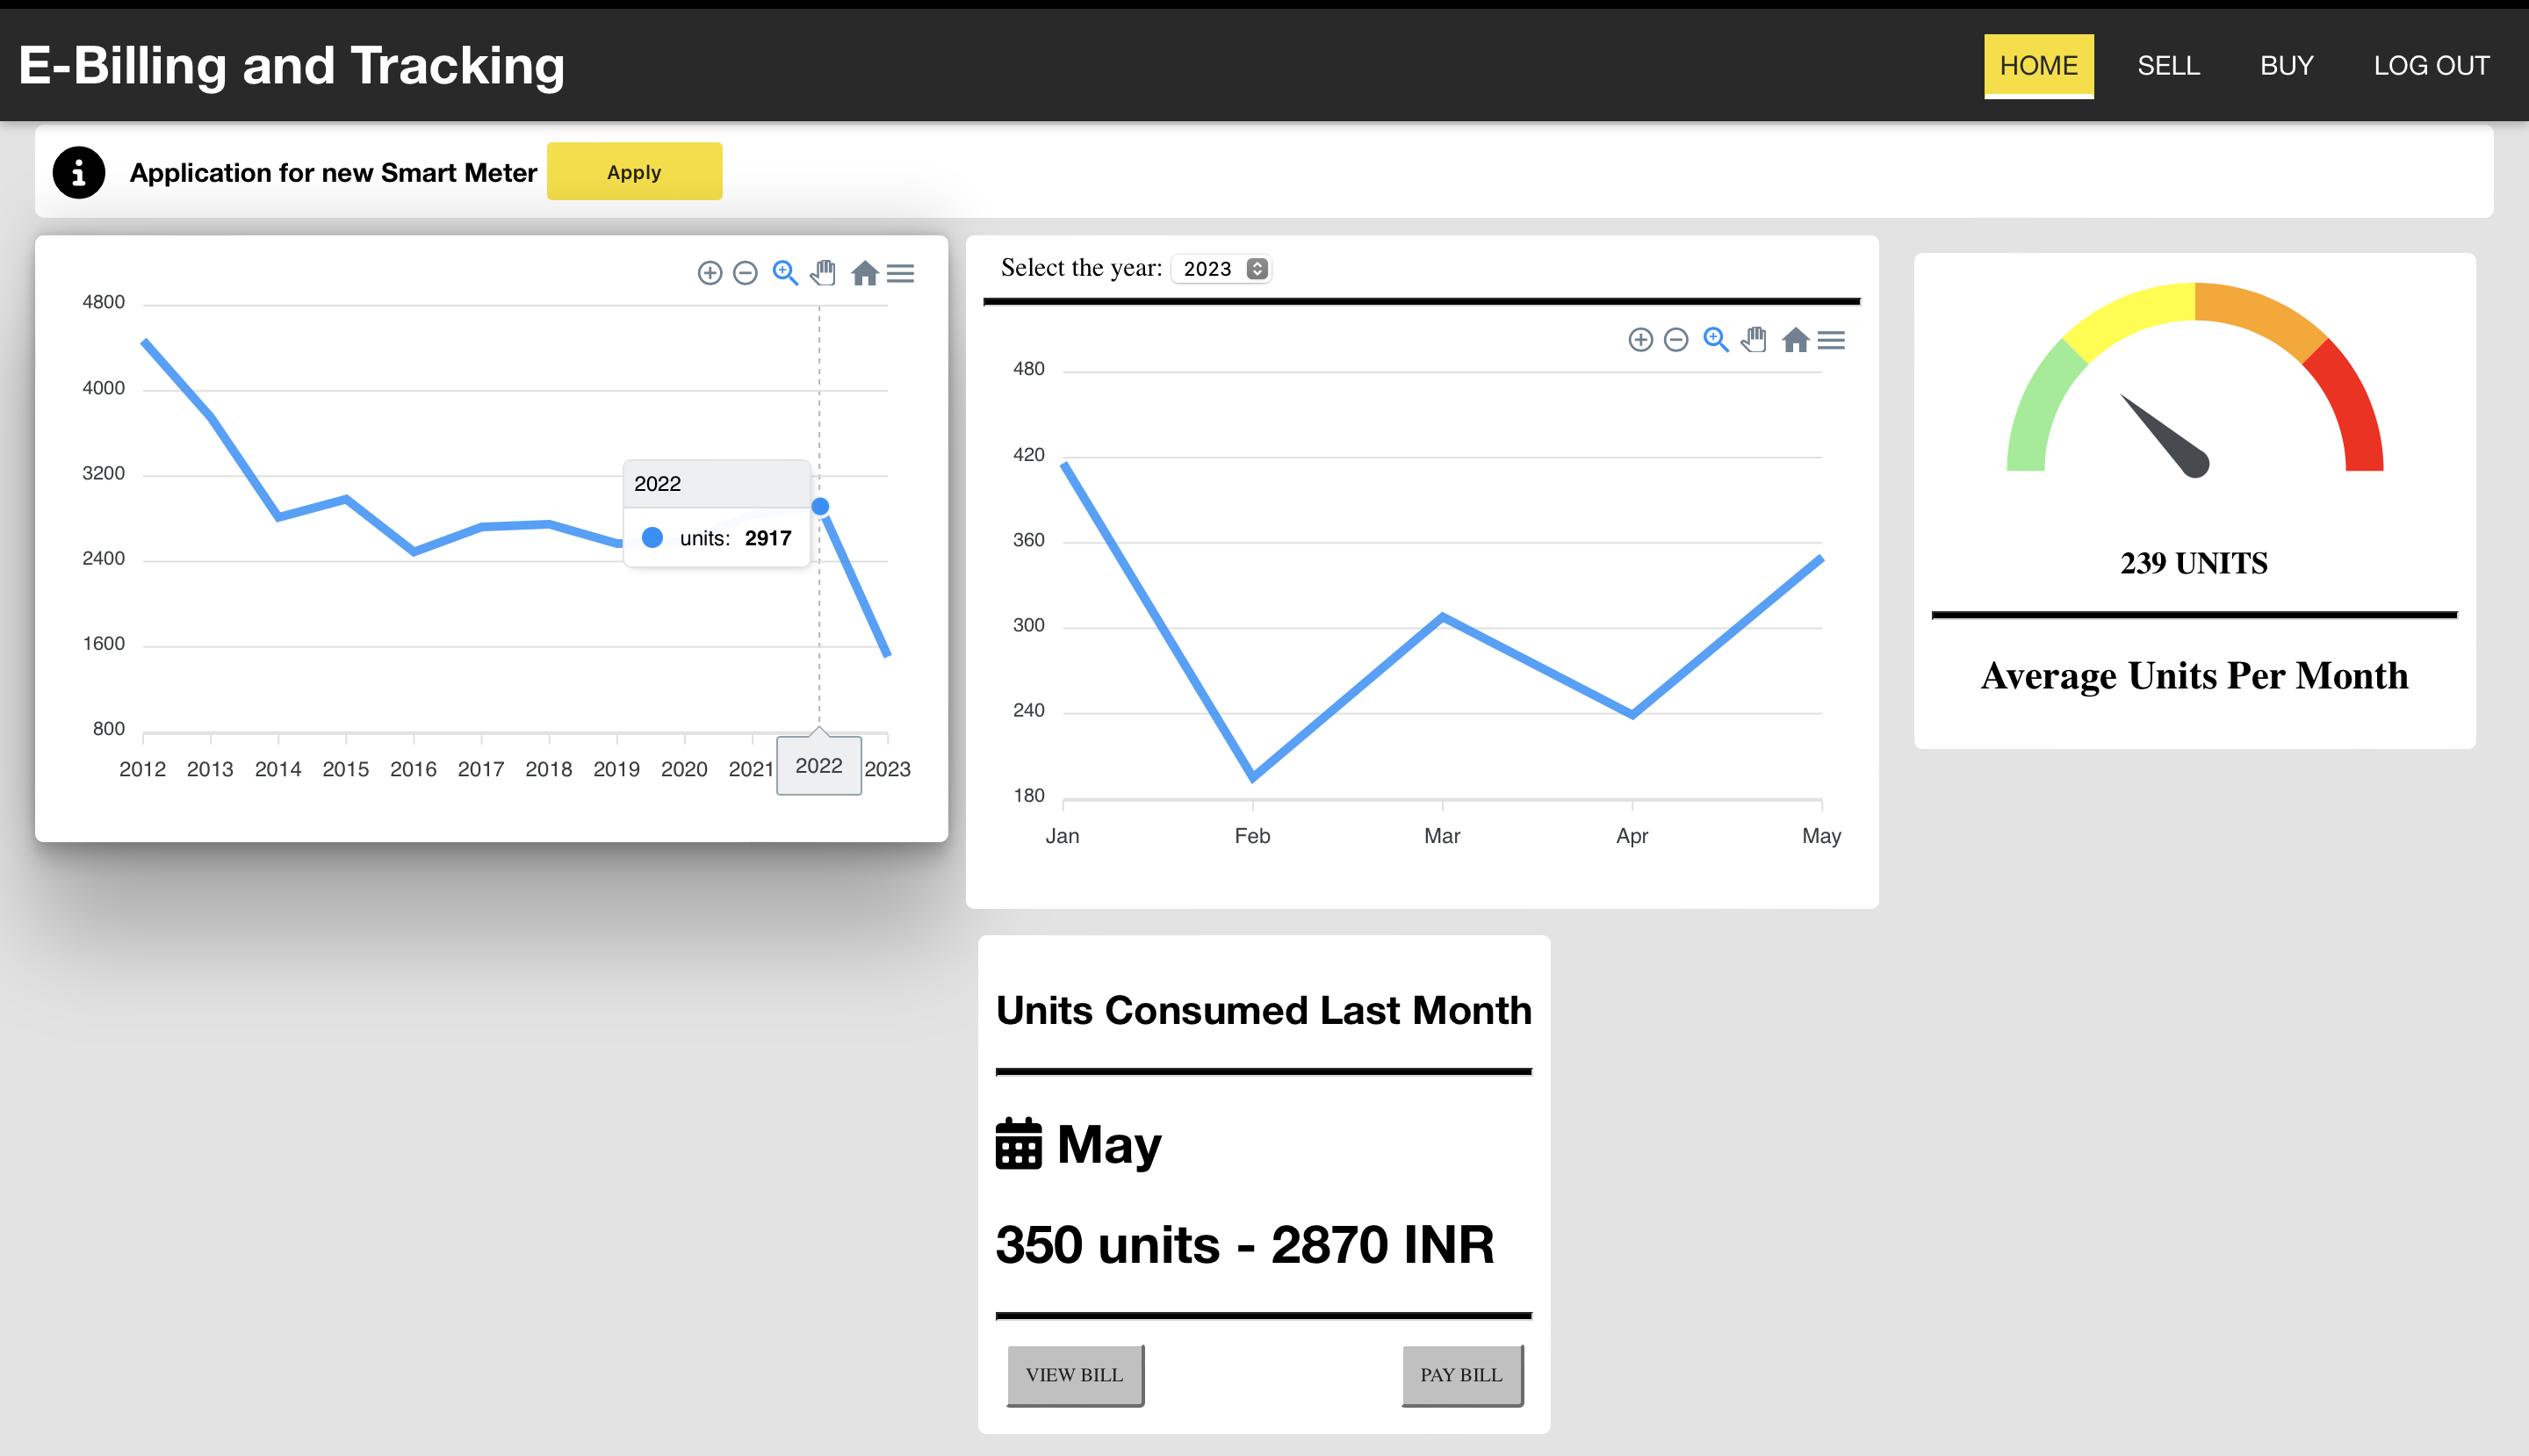 E-Billing and Tracking
HOME SELL BUY LOG OUT
Application for new Smart Meter Apply
4800
4000
3200
2400
1600
800
2012 2013 2014 2015 2016 2017 2018 2019 2020 2021 2022 2023
2022
units: 2917
Select the year: 2023
480
420
360
300
240
180
Jan Feb Mar Apr May
239 UNITS
Average Units Per Month
Units Consumed Last Month
May
350 units - 2870 INR
VIEW BILL PAY BILL